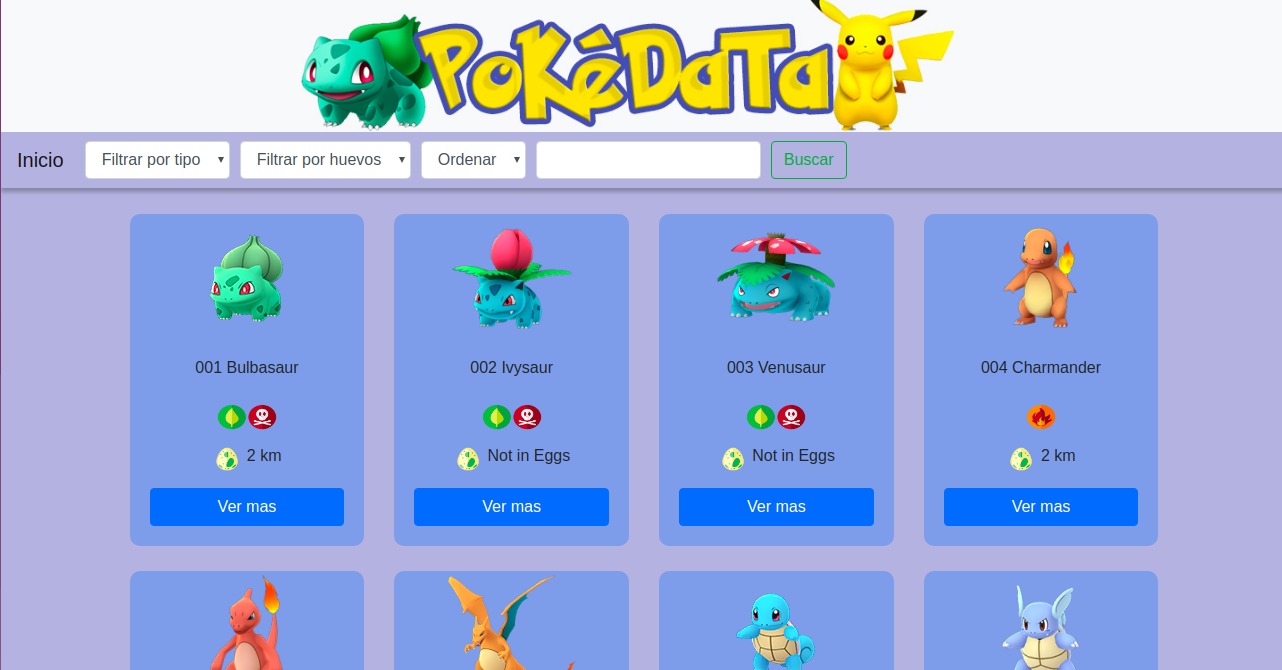 PoKéDaTa
Inicio Filtrar por tipo Filtrar por huevos Ordenar Buscar
001 Bulbasaur 002 Ivysaur 003 Venusaur 004 Charmander
2 km Not in Eggs Not in Eggs 2 km
Ver mas Ver mas Ver mas Ver mas